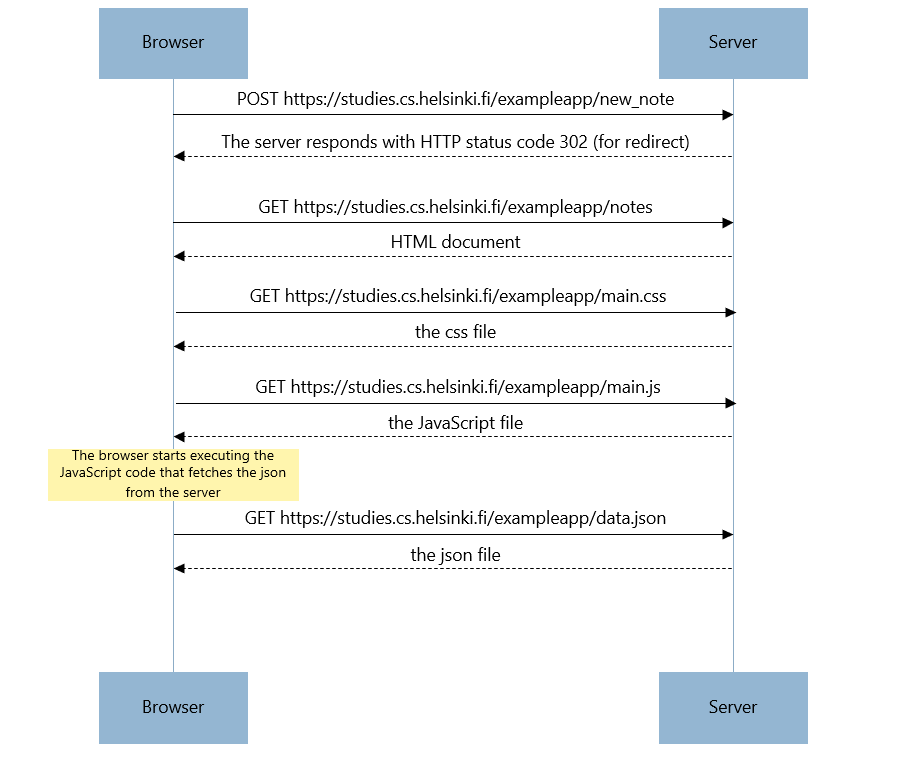 Browser
Server
POST https://studies.cs.helsinki.fi/exampleapp/new_note
The server responds with HTTP status code 302 (for redirect)
GET https://studies.cs.helsinki.fi/exampleapp/notes
HTML document
GET https://studies.cs.helsinki.fi/exampleapp/main.css
the css file
GET https://studies.cs.helsinki.fi/exampleapp/main.js
the JavaScript file
The browser starts executing the
JavaScript code that fetches the json
from the server
GET https://studies.cs.helsinki.fi/exampleapp/data.json
the json file
Browser
Server